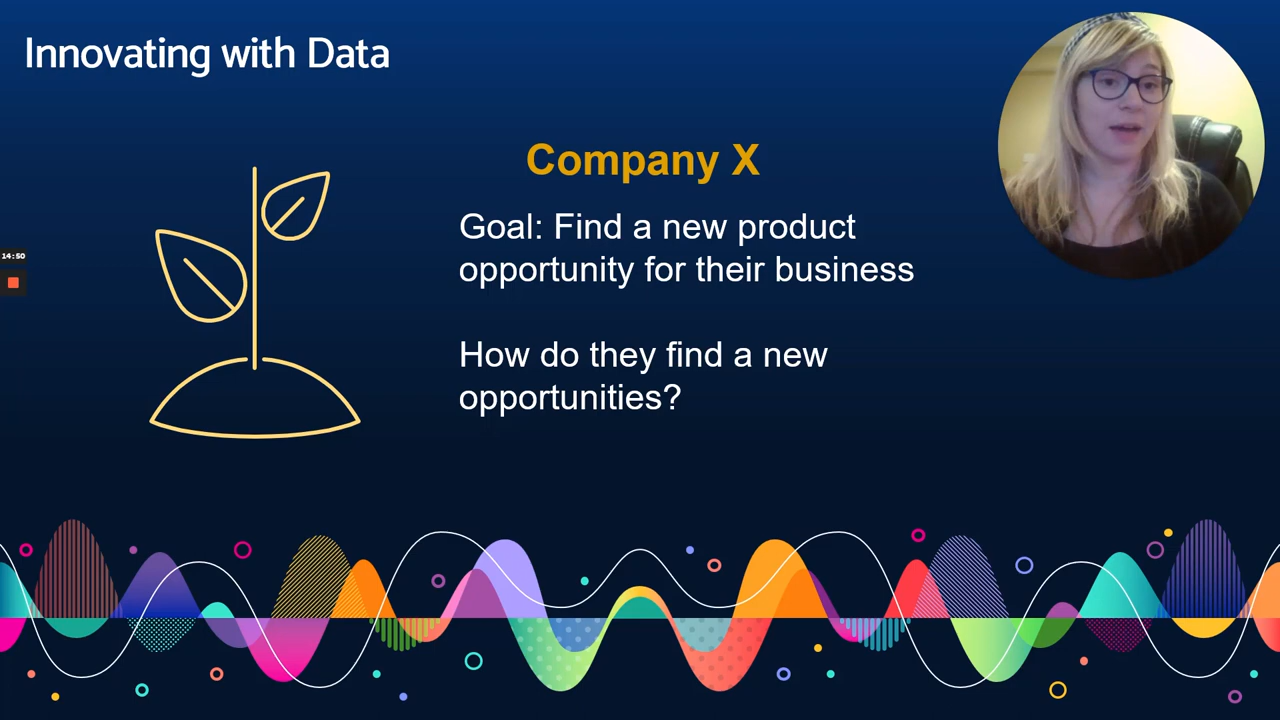 Innovating with Data
Company X
Goal: Find a new product
opportunity for their business
How do they find a new
opportunities?
14:50